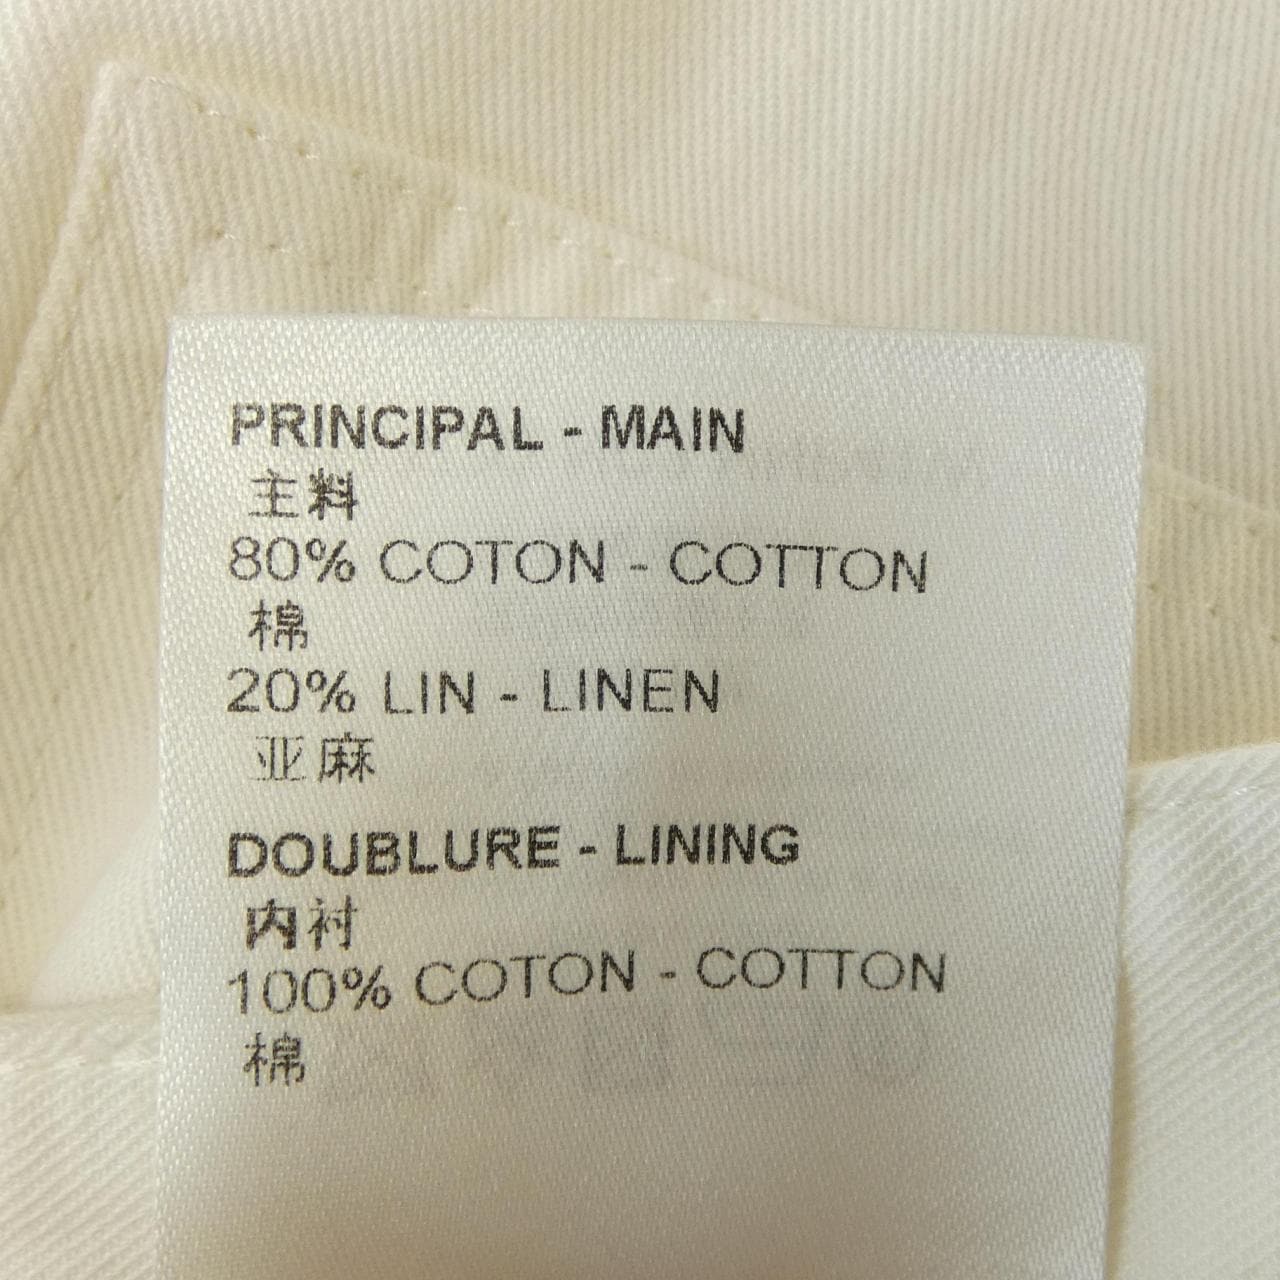 PRINCIPAL - MAIN
主料
80% COTON - COTTON
棉
20% LIN - LINEN
亚麻
DOUBLURE - LINING
内衬
100% COTON - COTTON
棉